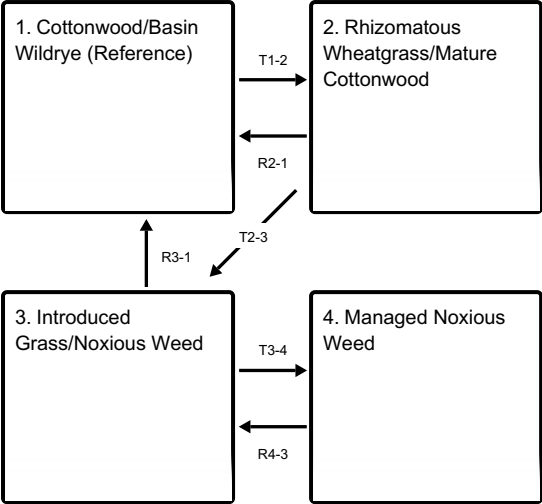 1. Cottonwood/Basin
Wildrye (Reference)
T1-2
2. Rhizomatous
Wheatgrass/Mature
Cottonwood
R2-1
T2-3
R3-1
3. Introduced
Grass/Noxious Weed
T3-4
4. Managed Noxious
Weed
R4-3